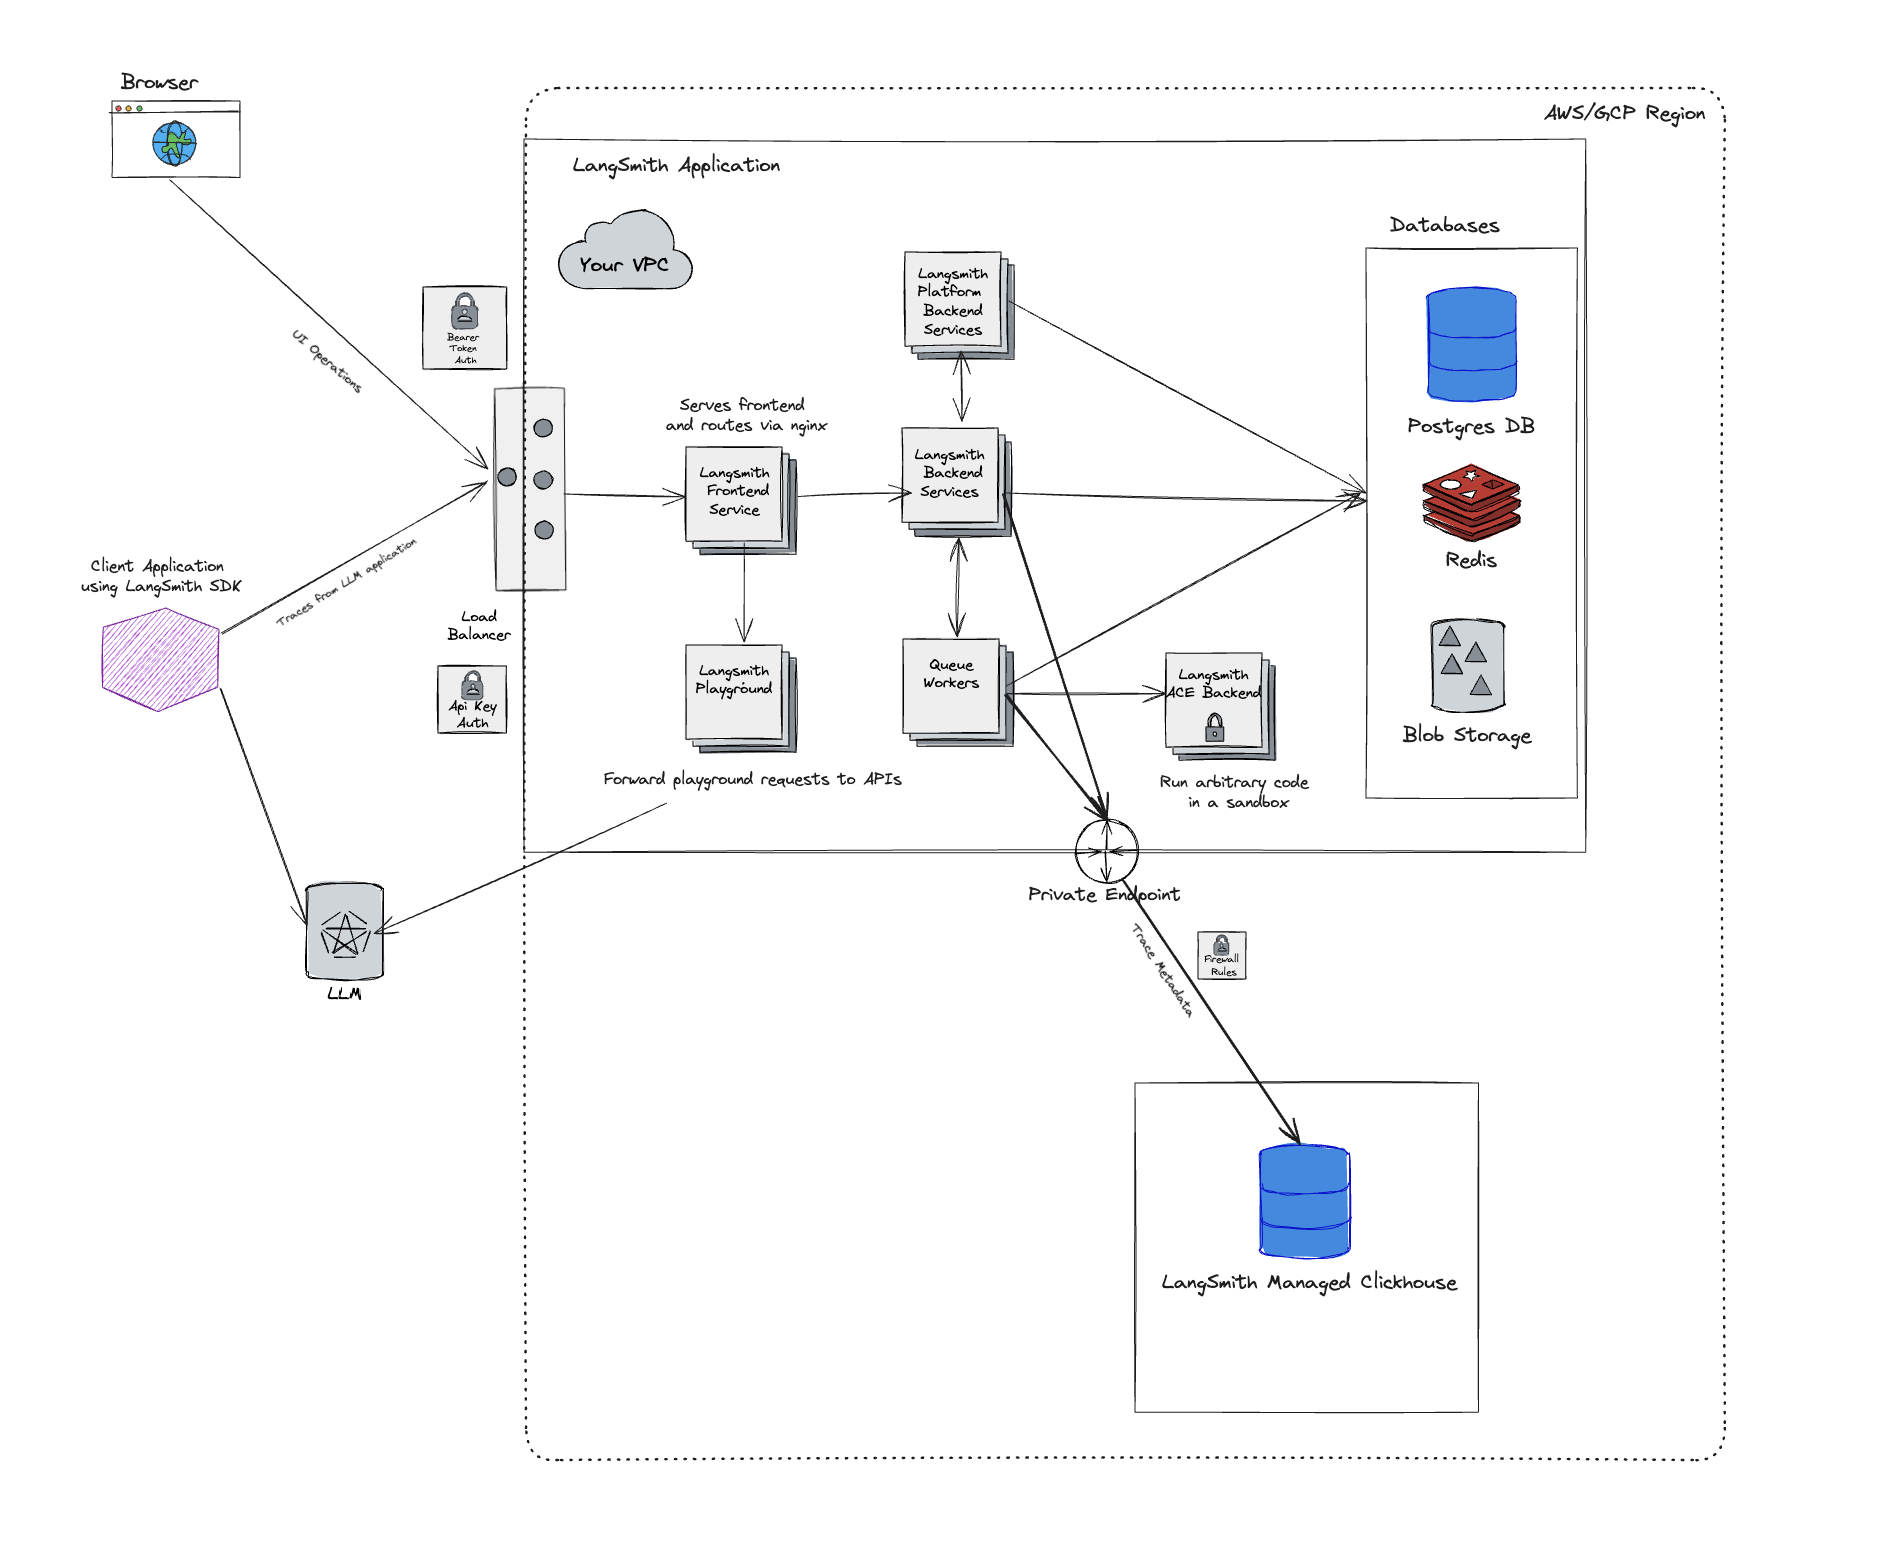 Browser
AWS/GCP Region
LangSmith Application
Your VPC
Databases
Langsmith
Platform
Backend
Services
Bearer
Token
Auth
UI Operations
Postgres DB
Serves frontend
and routes via nginx
Langsmith
Frontend
Service
Langsmith
Backend
Services
Redis
Client Application
using LangSmith SDK
Traces from LLM application
Load
Balancer
Api Key
Auth
Langsmith
Playground
Queue
Workers
Langsmith
ACE Backend
Blob Storage
Forward playground requests to APIs
Run arbitrary code
in a sandbox
Private Endpoint
Trace Metadata
Firewall
Rules
LLM
LangSmith Managed Clickhouse